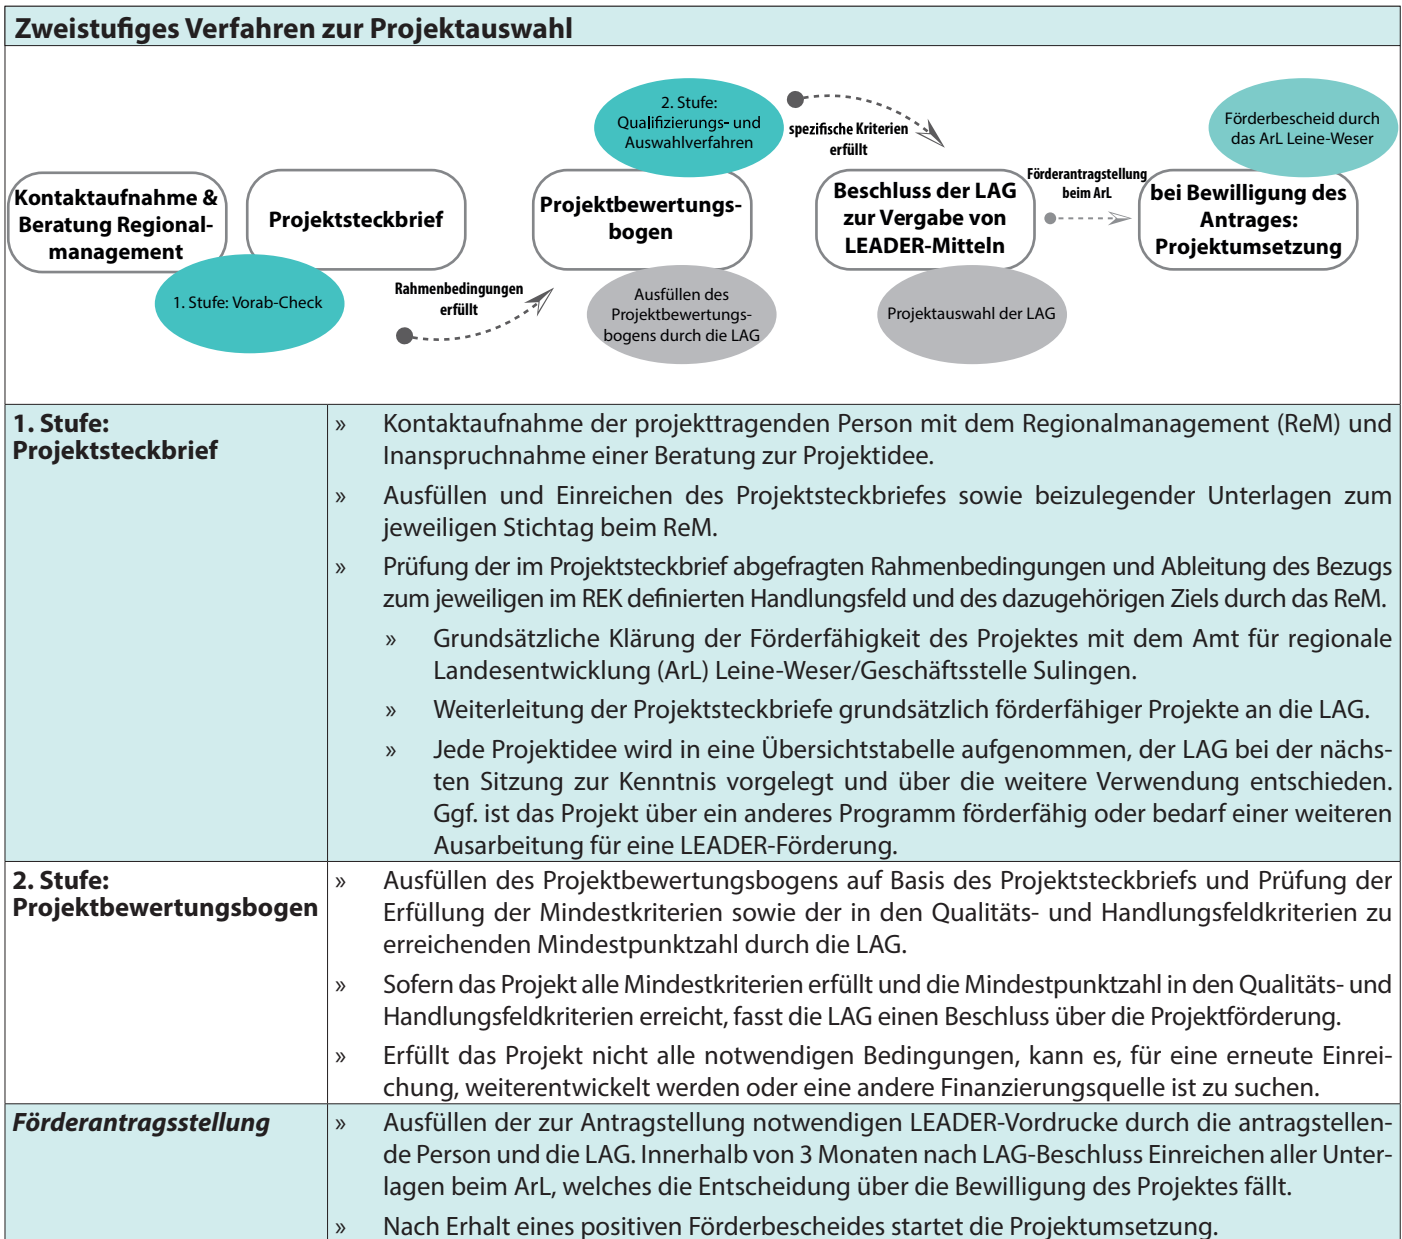 Zweistufiges Verfahren zur Projektauswahl
2. Stufe:
Qualifizierungs- und
Auswahlverfahren
spezifische Kriterien
erfüllt
Förderbescheid durch
das ArL Leine-Weser
Kontaktaufnahme &
Beratung Regional-
management
Projektsteckbrief
Projektbewertungs-
bogen
Beschluss der LAG
zur Vergabe von
LEADER-Mitteln
Förderantragstellung
beim ArL
bei Bewilligung des
Antrages:
Projektumsetzung
1. Stufe: Vorab-Check
Rahmenbedingungen
erfüllt
Ausfüllen des
Projektbewertungs-
bogens durch die LAG
Projektauswahl der LAG
1. Stufe:
Projektsteckbrief
» Kontaktaufnahme der projekttragenden Person mit dem Regionalmanagement (ReM) und
Inanspruchnahme einer Beratung zur Projektidee.
» Ausfüllen und Einreichen des Projektsteckbriefes sowie beizulegender Unterlagen zum
jeweiligen Stichtag beim ReM.
» Prüfung der im Projektsteckbrief abgefragten Rahmenbedingungen und Ableitung des Bezugs
zum jeweiligen im REK definierten Handlungsfeld und des dazugehörigen Ziels durch das ReM.
» Grundsätzliche Klärung der Förderfähigkeit des Projektes mit dem Amt für regionale
Landesentwicklung (ArL) Leine-Weser/Geschäftsstelle Sulingen.
» Weiterleitung der Projektsteckbriefe grundsätzlich förderfähiger Projekte an die LAG.
» Jede Projektidee wird in eine Übersichtstabelle aufgenommen, der LAG bei der nächs-
ten Sitzung zur Kenntnis vorgelegt und über die weitere Verwendung entschieden.
Ggf. ist das Projekt über ein anderes Programm förderfähig oder bedarf einer weiteren
Ausarbeitung für eine LEADER-Förderung.
2. Stufe:
Projektbewertungsbogen
» Ausfüllen des Projektbewertungsbogens auf Basis des Projektsteckbriefs und Prüfung der
Erfüllung der Mindestkriterien sowie der in den Qualitäts- und Handlungsfeldkriterien zu
erreichenden Mindestpunktzahl durch die LAG.
» Sofern das Projekt alle Mindestkriterien erfüllt und die Mindestpunktzahl in den Qualitäts- und
Handlungsfeldkriterien erreicht, fasst die LAG einen Beschluss über die Projektförderung.
» Erfüllt das Projekt nicht alle notwendigen Bedingungen, kann es, für eine erneute Einrei-
chung, weiterentwickelt werden oder eine andere Finanzierungsquelle ist zu suchen.
Förderantragsstellung
» Ausfüllen der zur Antragstellung notwendigen LEADER-Vordrucke durch die antragstellen-
de Person und die LAG. Innerhalb von 3 Monaten nach LAG-Beschluss Einreichen aller Unter-
lagen beim ArL, welches die Entscheidung über die Bewilligung des Projektes fällt.
» Nach Erhalt eines positiven Förderbescheides startet die Projektumsetzung.